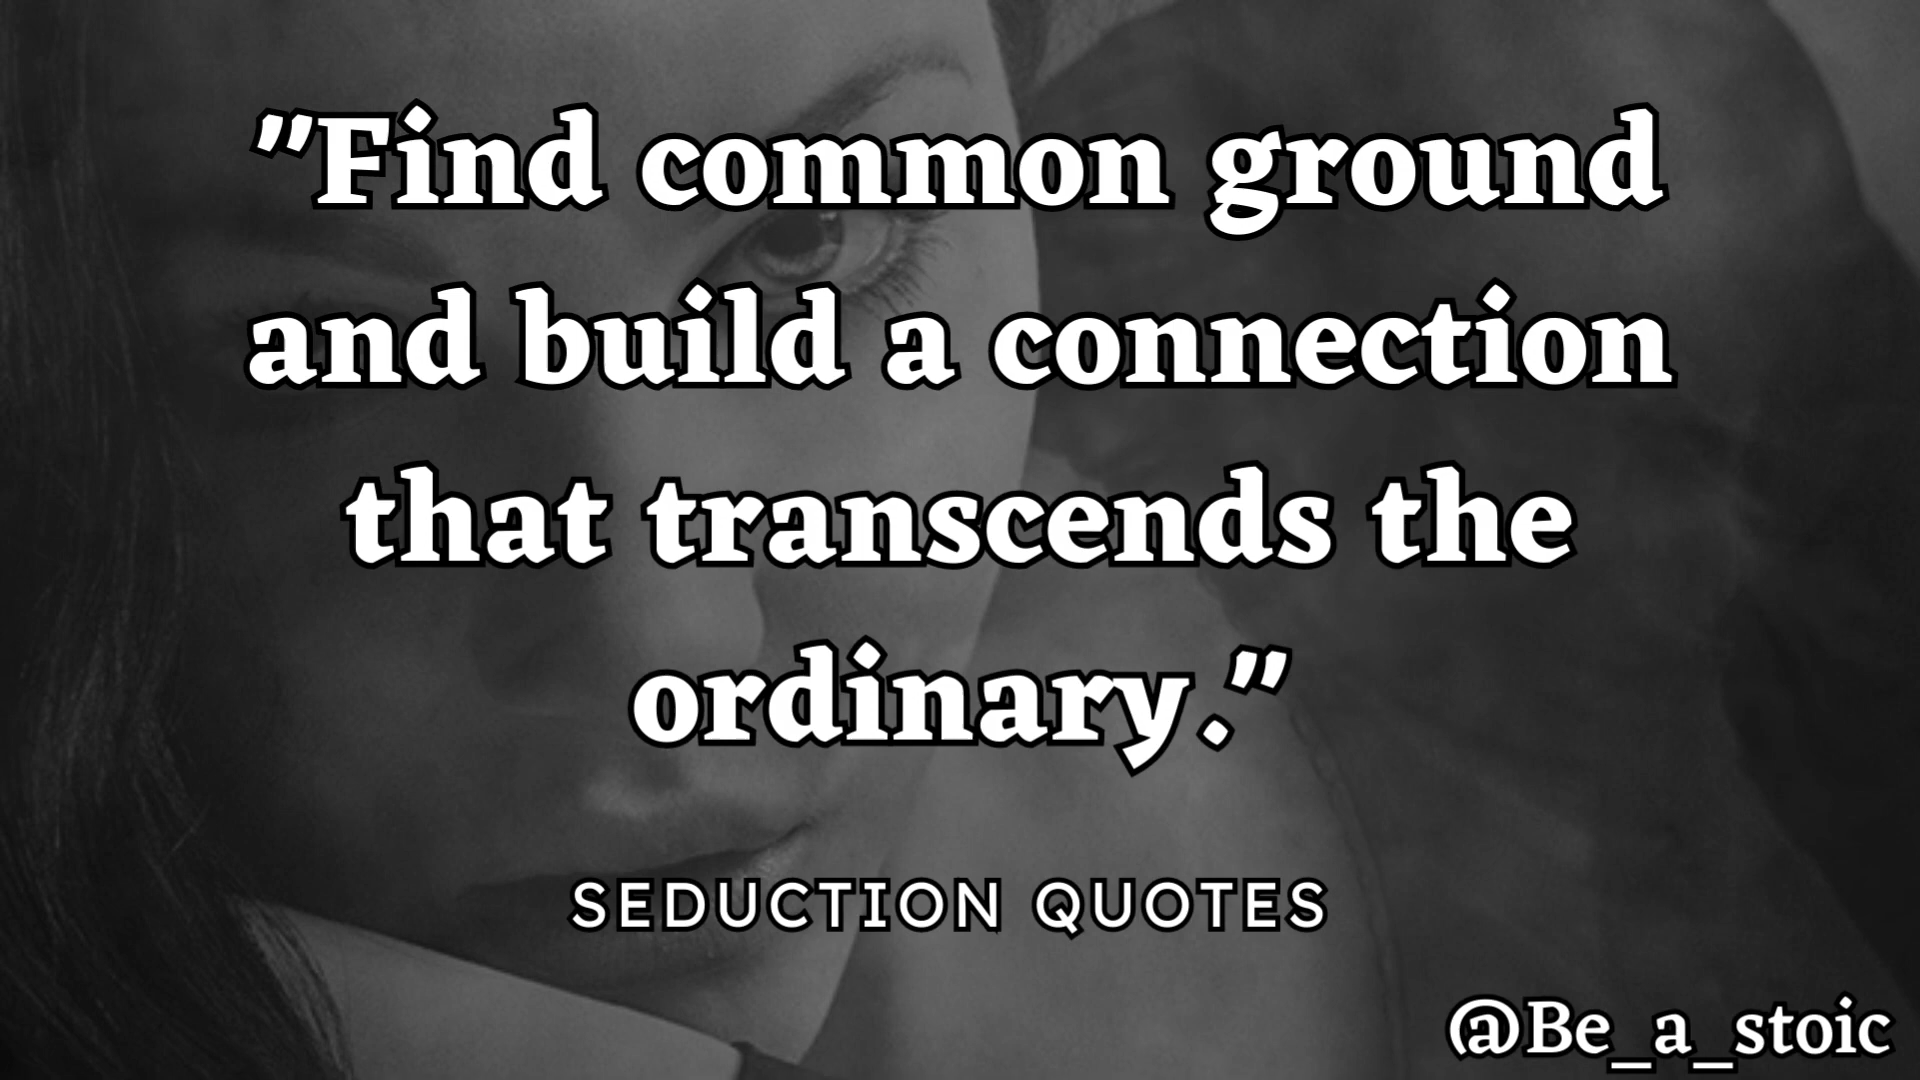 "Find common ground
and build a connection
that transcends the
ordinary."
SEDUCTION QUOTES
@Be_a_stoic